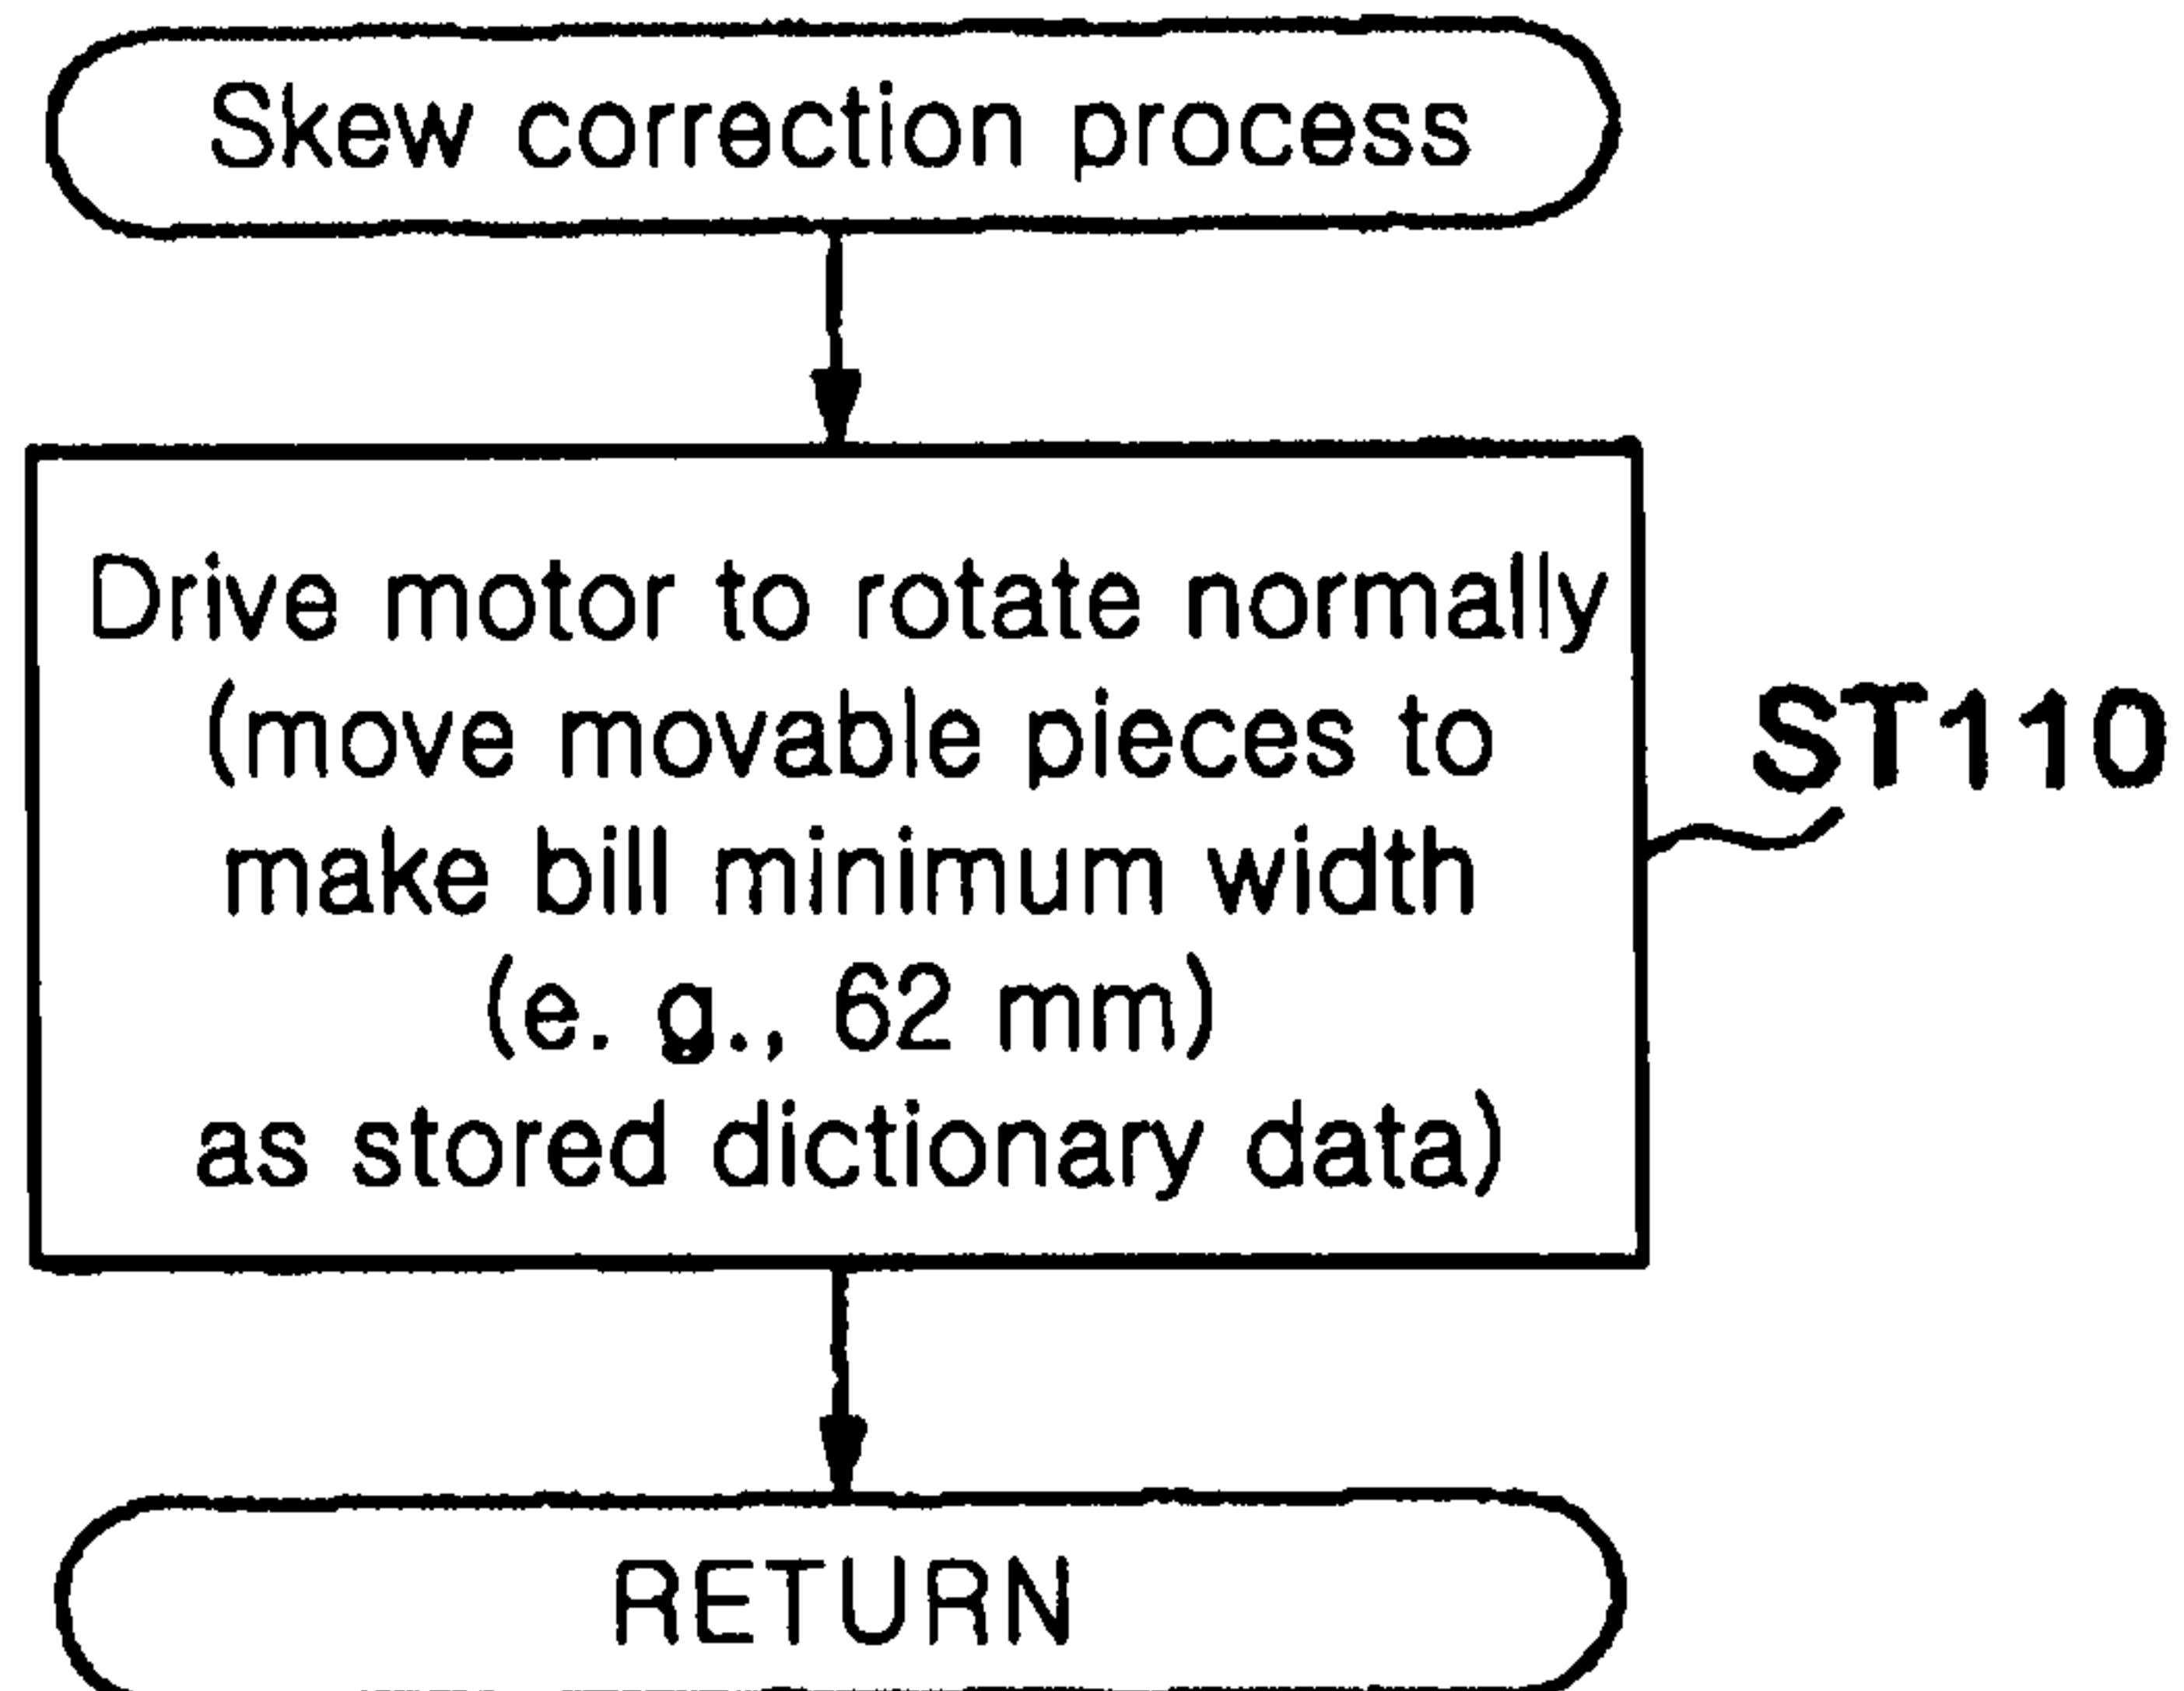 Skew correction process
Drive motor to rotate normally
(move movable pieces to
make bill minimum width
(e. g., 62 mm)
as stored dictionary data)
ST110
RETURN